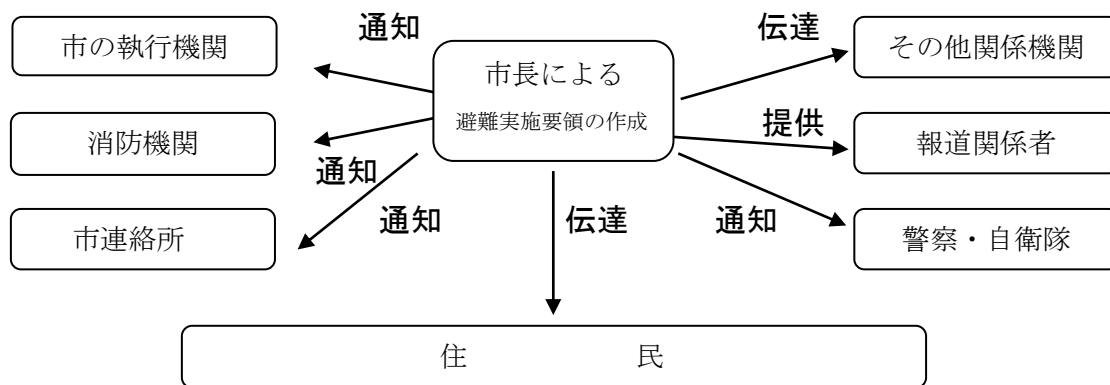 通知
伝達
市の執行機関
市長による
避難実施要領の作成
その他関係機関
提供
消防機関
報道関係者
通知
通知
伝達
通知
市連絡所
警察・自衛隊
住　　　　　民